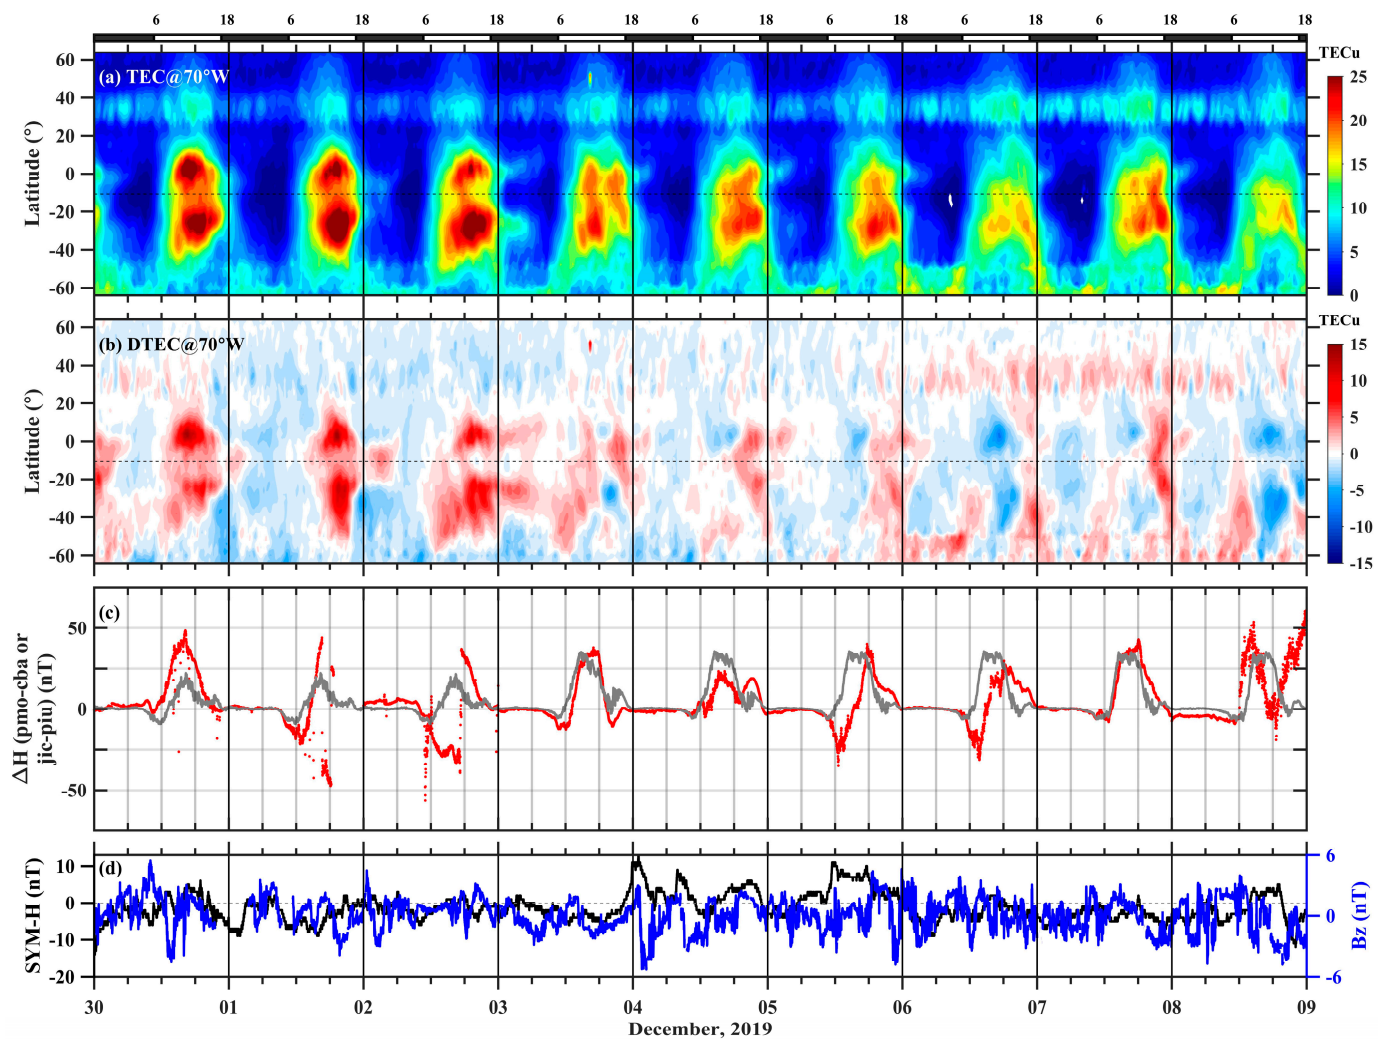 6 18 6 18 6 18 6 18 6 18 6 18 6 18 6 18 6 18
(a) TEC@70°W
TECu
60
40
20
0
-20
-40
-60
Latitude (°)
25
20
15
10
5
0
(b) DTEC@70°W
TECu
60
40
20
0
-20
-40
-60
Latitude (°)
15
10
5
0
-5
-10
-15
(c)
50
0
-50
ΔH (pmo-cba or
jic-piu) (nT)
(d)
10
0
-10
-20
SYM-H (nT)
6
0
-6
Bz (nT)
30 01 02 03 04 05 06 07 08 09
December, 2019